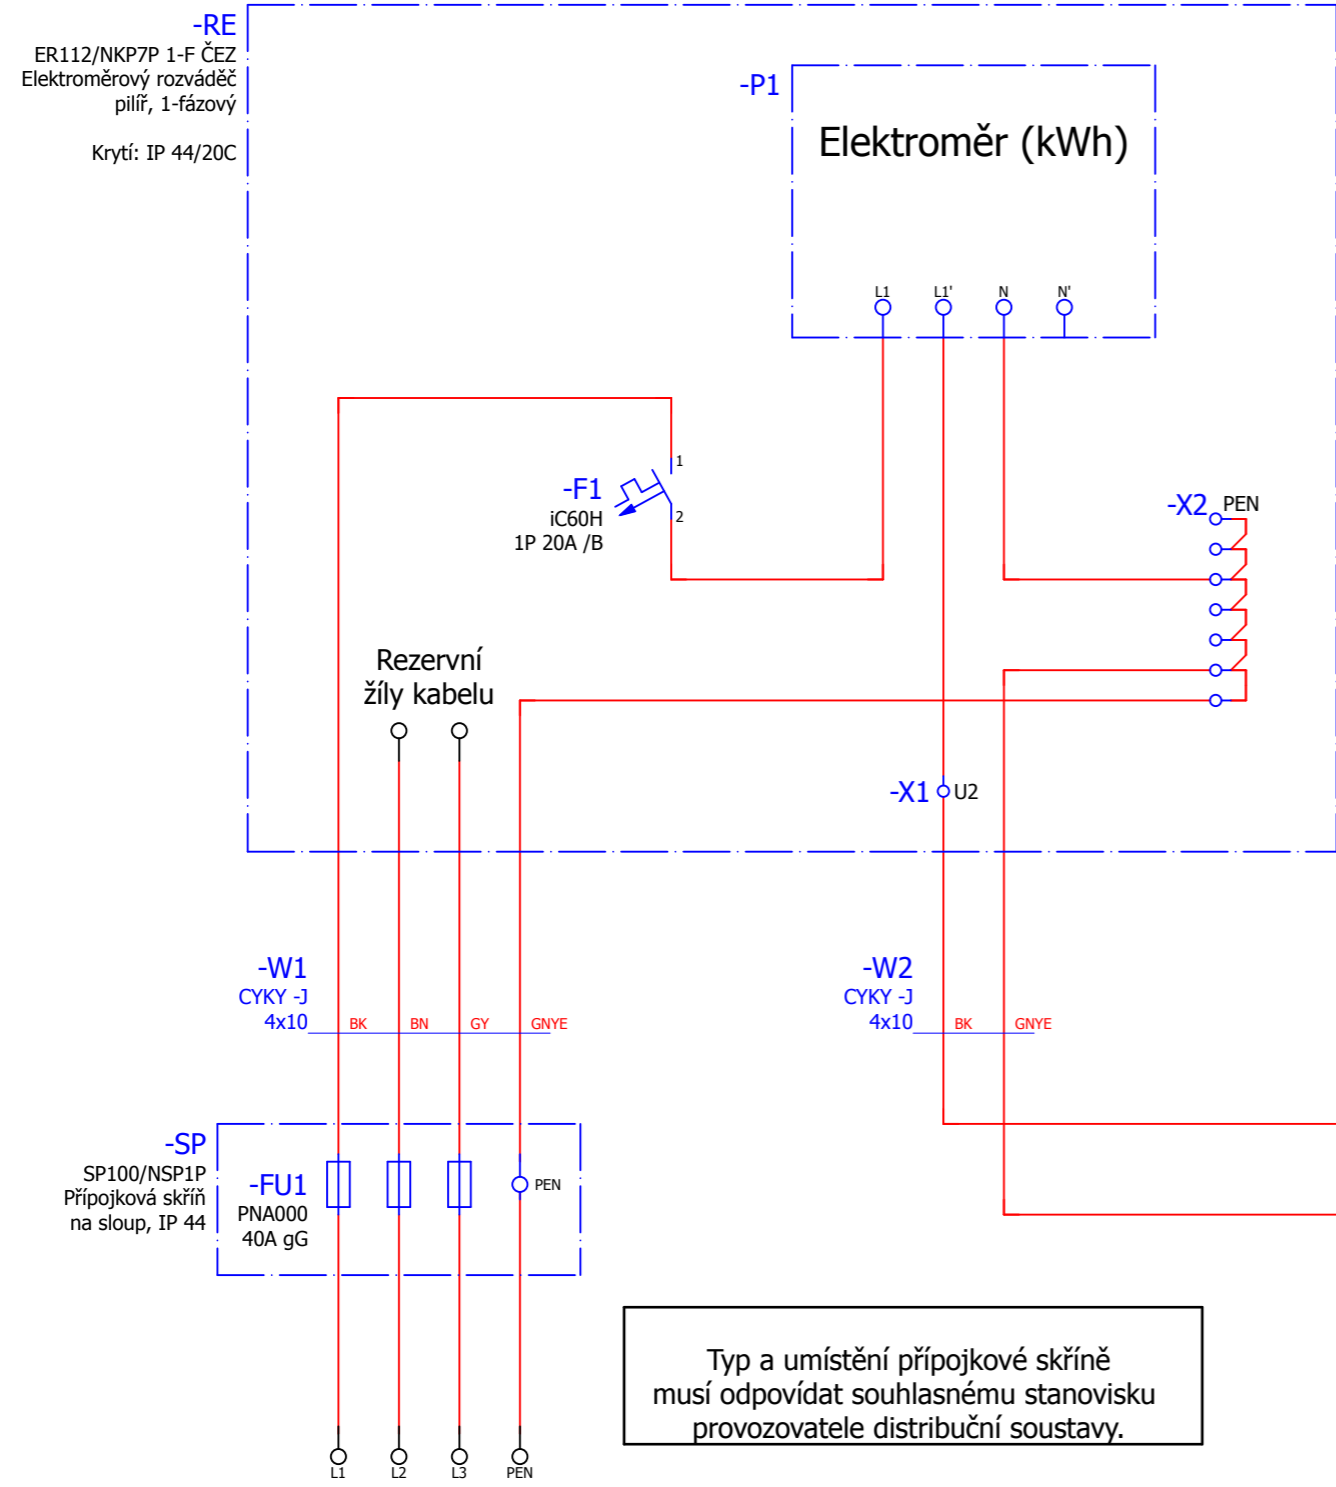 -RE
ER112/NKP7P 1-F ČEZ
Elektroměrový rozváděč
pilíř, 1-fázový
Krytí: IP 44/20C
-P1
Elektroměr (kWh)
L1 L1' N N'
-F1
iC60H
1P 20A /B
1
2
-X2 PEN
Rezervní
žíly kabelu
-X1 U2
-W1
CYKY -J
4x10
BK BN GY GNYE
-W2
CYKY -J
4x10
BK GNYE
-SP
SP100/NSP1P
Přípojková skříň
na sloup, IP 44
-FU1
PNA000
40A gG
PEN
Typ a umístění přípojkové skříně
musí odpovídat souhlasnému stanovisku
provozovatele distribuční soustavy.
L1 L2 L3 PEN